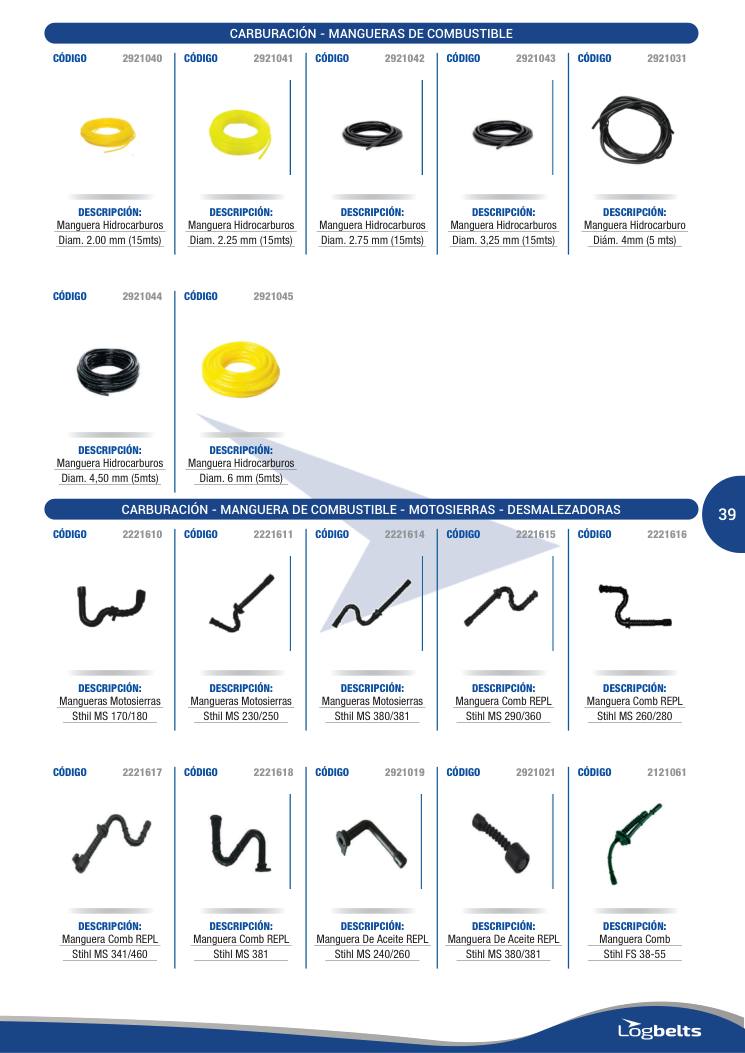 CARBURACIÓN - MANGUERAS DE COMBUSTIBLE
CÓDIGO 2921040
DESCRIPCIÓN:
Manguera Hidrocarburos
Diam. 2.00 mm (15mts)
CÓDIGO 2921041
DESCRIPCIÓN:
Manguera Hidrocarburos
Diam. 2.25 mm (15mts)
CÓDIGO 2921042
DESCRIPCIÓN:
Manguera Hidrocarburos
Diam. 2.75 mm (15mts)
CÓDIGO 2921043
DESCRIPCIÓN:
Manguera Hidrocarburos
Diam. 3,25 mm (15mts)
CÓDIGO 2921031
DESCRIPCIÓN:
Manguera Hidrocarburo
Diám. 4mm (5 mts)
CÓDIGO 2921044
DESCRIPCIÓN:
Manguera Hidrocarburos
Diam. 4,50 mm (5mts)
CÓDIGO 2921045
DESCRIPCIÓN:
Manguera Hidrocarburos
Diam. 6 mm (5mts)
CARBURACIÓN - MANGUERA DE COMBUSTIBLE - MOTOSIERRAS - DESMALEZADORAS
39
CÓDIGO 2221610
DESCRIPCIÓN:
Mangueras Motosierras
Sthil MS 170/180
CÓDIGO 2221611
DESCRIPCIÓN:
Mangueras Motosierras
Sthil MS 230/250
CÓDIGO 2221614
DESCRIPCIÓN:
Mangueras Motosierras
Sthil MS 380/381
CÓDIGO 2221615
DESCRIPCIÓN:
Manguera Comb REPL
Stihl MS 290/360
CÓDIGO 2221616
DESCRIPCIÓN:
Manguera Comb REPL
Stihl MS 260/280
CÓDIGO 2221617
DESCRIPCIÓN:
Manguera Comb REPL
Stihl MS 341/460
CÓDIGO 2221618
DESCRIPCIÓN:
Manguera Comb REPL
Stihl MS 381
CÓDIGO 2921019
DESCRIPCIÓN:
Manguera De Aceite REPL
Stihl MS 240/260
CÓDIGO 2921021
DESCRIPCIÓN:
Manguera De Aceite REPL
Stihl MS 380/381
CÓDIGO 2121061
DESCRIPCIÓN:
Manguera Comb
Stihl FS 38-55
Logbelts